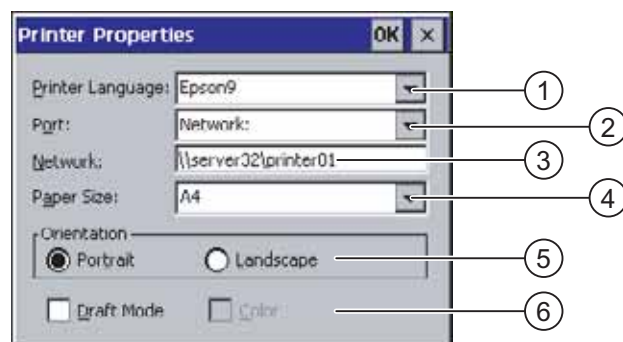 Printer Properties OK ×
Printer Language: Epson9 1
Port: Network: 2
Network: \\server32\printer01 3
Paper Size: A4 4
Orientation
Portrait Landscape 5
Draft Mode Color 6